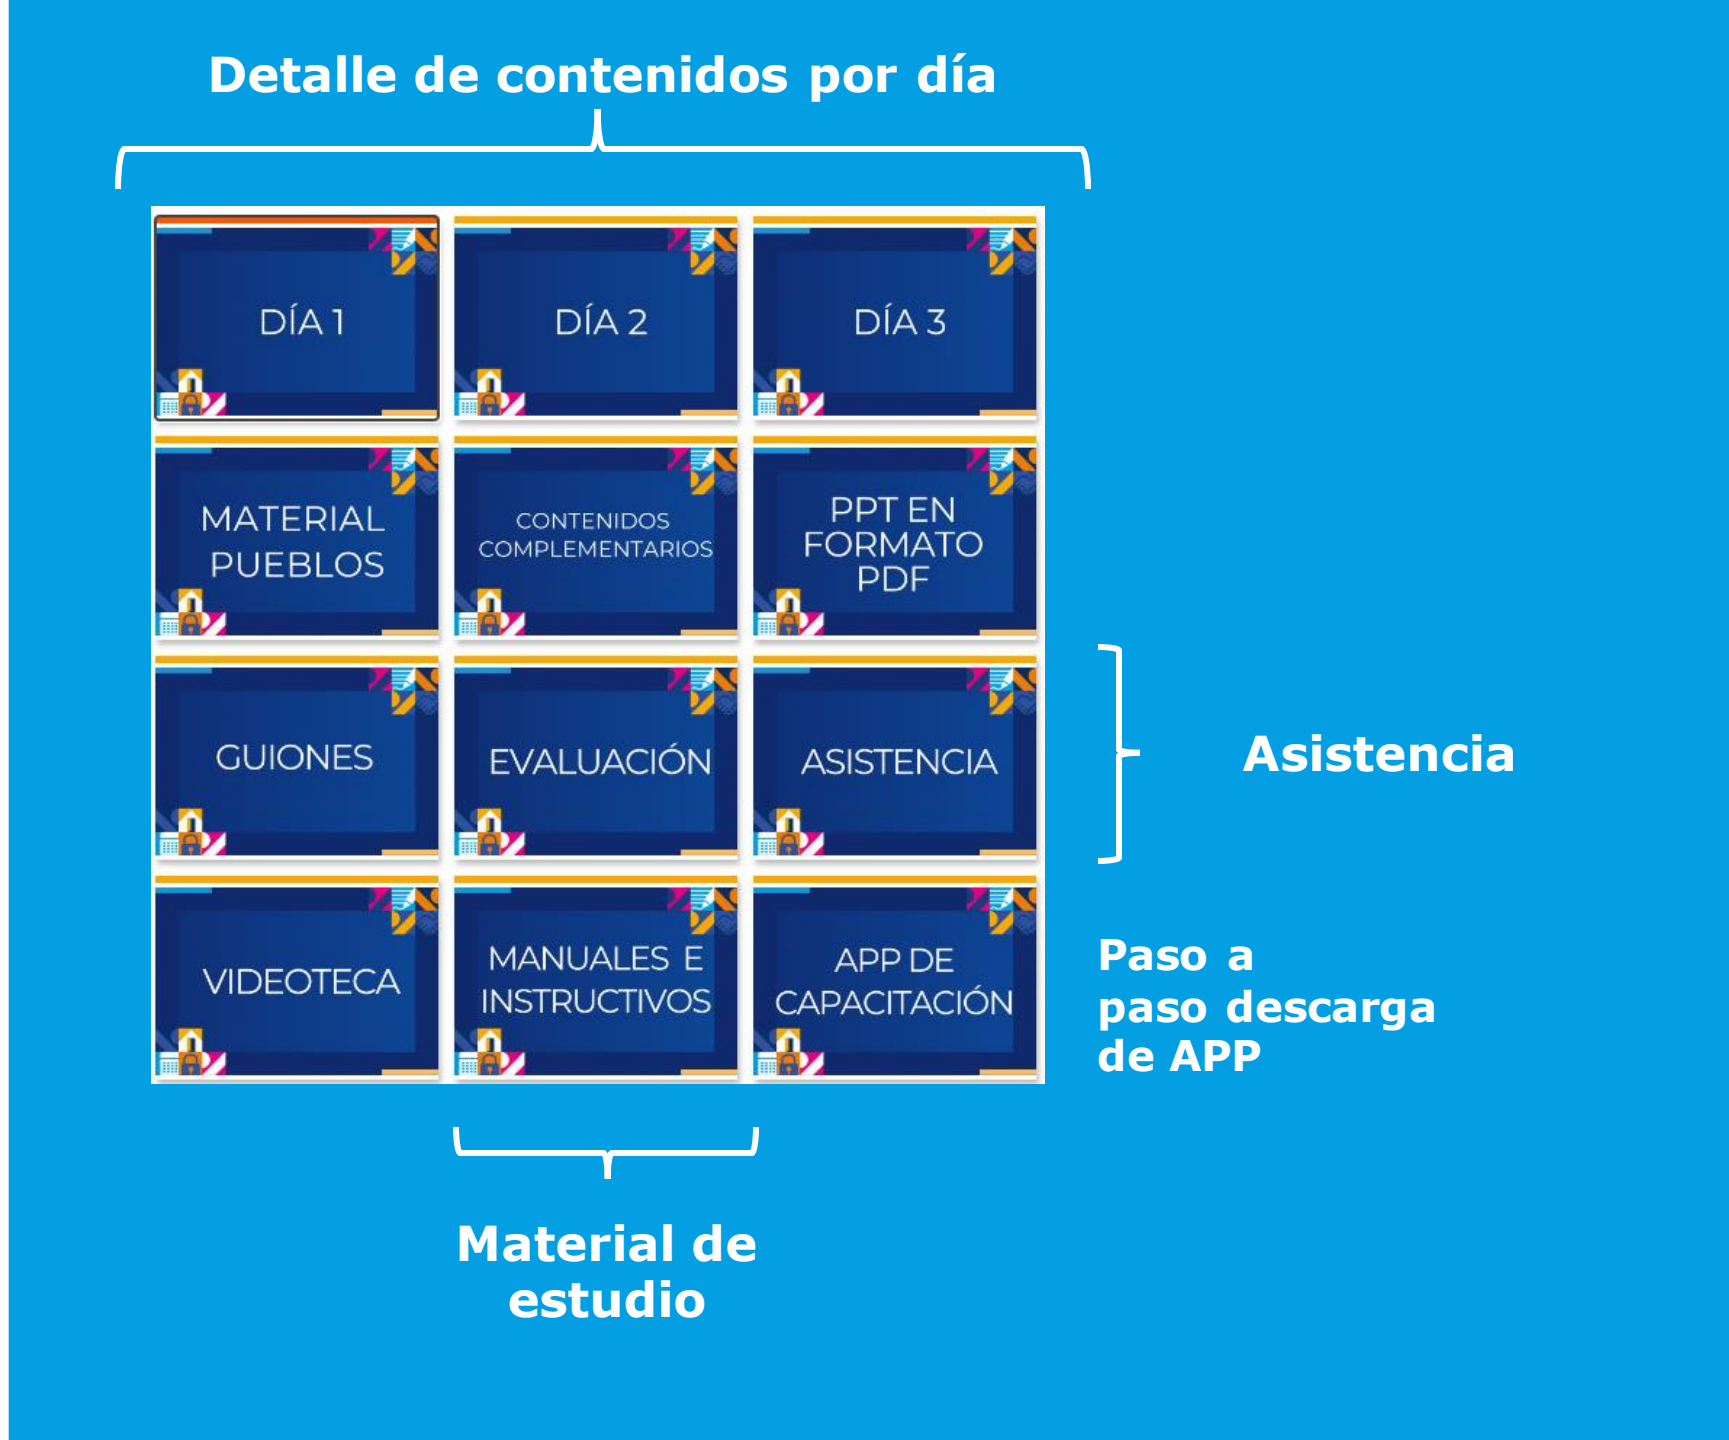 Detalle de contenidos por día
DÍA 1
DÍA 2
DÍA 3
MATERIAL
PUEBLOS
CONTENIDOS
COMPLEMENTARIOS
PPT EN
FORMATO
PDF
GUIONES
EVALUACIÓN
ASISTENCIA
Asistencia
VIDEOTECA
MANUALES E
INSTRUCTIVOS
APP DE
CAPACITACIÓN
Paso a
paso descarga
de APP
Material de
estudio